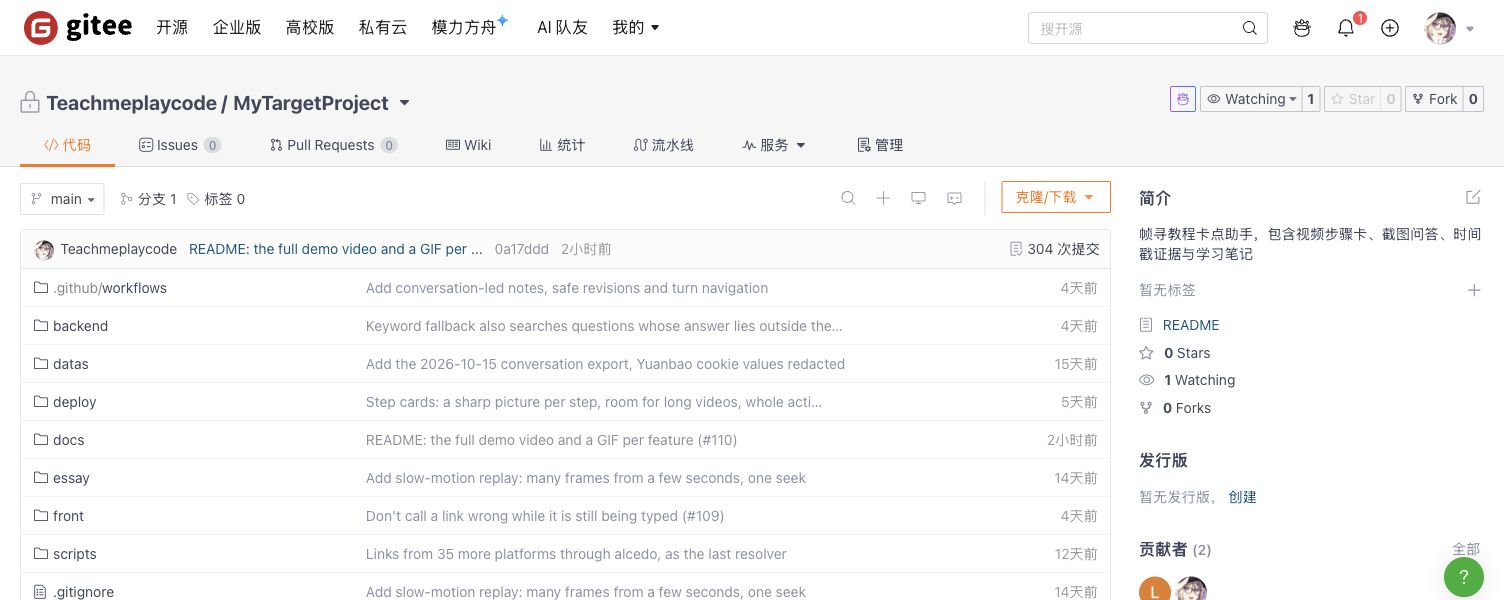 gitee 开源 企业版 高校版 私有云 模力方舟 AI 队友 我的 搜开源 1
Teachmeplaycode / MyTargetProject Watching 1 Star 0 Fork 0
代码 Issues 0 Pull Requests 0 Wiki 统计 流水线 服务 管理
main 分支 1 标签 0 克隆/下载
Teachmeplaycode README: the full demo video and a GIF per ... 0a17ddd 2小时前 304 次提交
.github/workflows Add conversation-led notes, safe revisions and turn navigation 4天前
backend Keyword fallback also searches questions whose answer lies outside the... 4天前
datas Add the 2026-10-15 conversation export, Yuanbao cookie values redacted 15天前
deploy Step cards: a sharp picture per step, room for long videos, whole acti... 5天前
docs README: the full demo video and a GIF per feature (#110) 2小时前
essay Add slow-motion replay: many frames from a few seconds, one seek 14天前
front Don't call a link wrong while it is still being typed (#109) 4天前
scripts Links from 35 more platforms through alcedo, as the last resolver 12天前
.gitignore Add slow-motion replay: many frames from a few seconds, one seek 14天前
简介
帧寻教程卡点助手，包含视频步骤卡、截图问答、时间
戳证据与学习笔记
暂无标签
README
0 Stars
1 Watching
0 Forks
发行版
暂无发行版， 创建
贡献者 (2) 全部
L
?